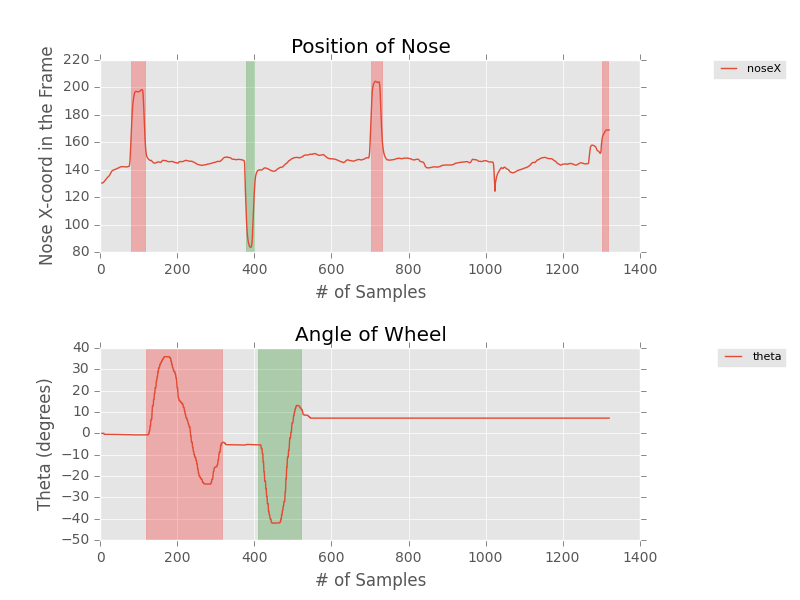 Position of Nose
220
200
180
160
140
120
100
80
Nose X-coord in the Frame
0 200 400 600 800 1000 1200 1400
# of Samples
noseX
Angle of Wheel
40
30
20
10
0
−10
−20
−30
−40
−50
Theta (degrees)
0 200 400 600 800 1000 1200 1400
# of Samples
theta